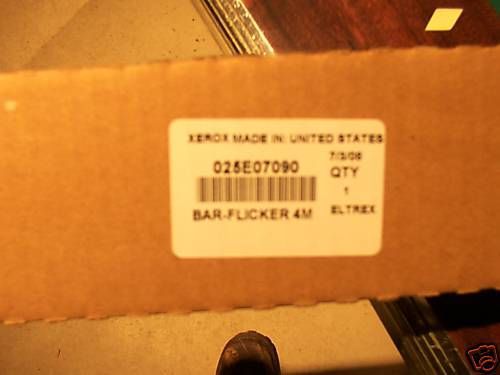 XEROX MADE IN: UNITED STATES
7/3/08
025E07090
QTY
1
BAR-FLICKER 4M
ELTREX